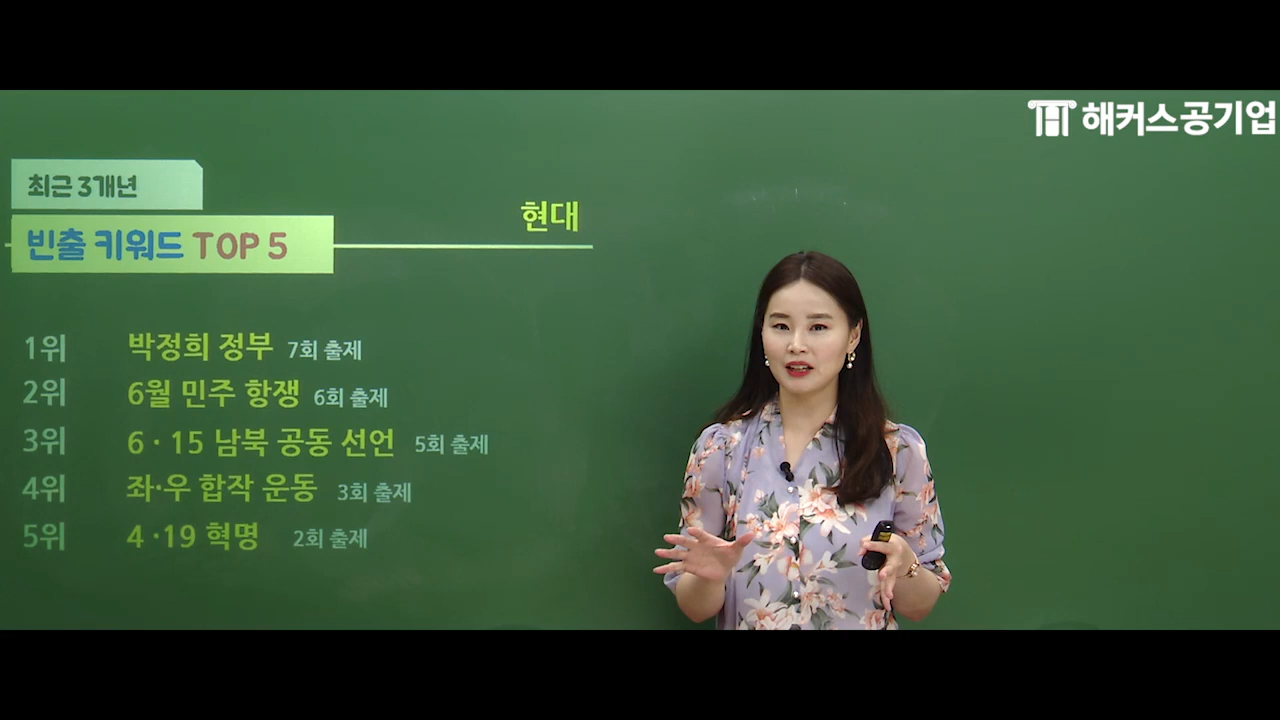 해커스공기업
최근 3개년
빈출 키워드 TOP 5
현대
1위 박정희 정부 7회 출제
2위 6월 민주 항쟁 6회 출제
3위 6·15 남북 공동 선언 5회 출제
4위 좌·우 합작 운동 3회 출제
5위 4·19 혁명 2회 출제